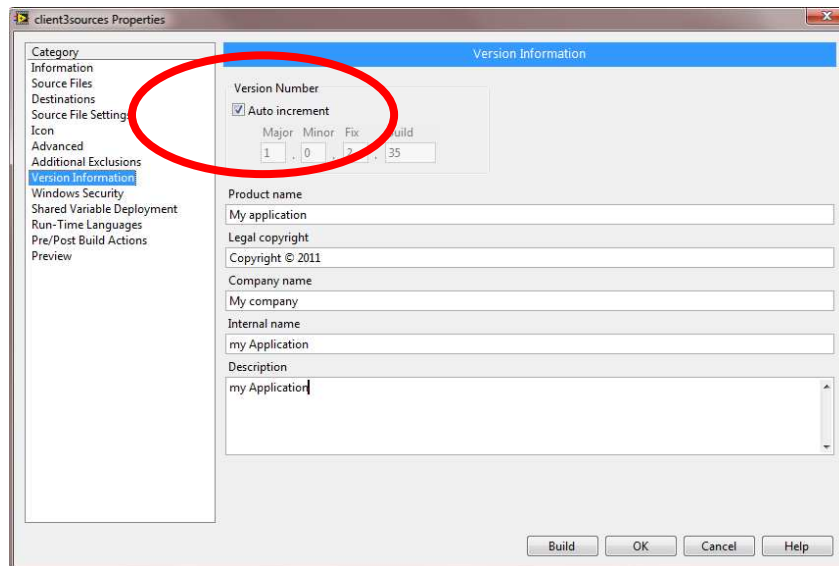 client3sources Properties
Category
Information
Source Files
Destinations
Source File Settings
Icon
Advanced
Additional Exclusions
Version Information
Windows Security
Shared Variable Deployment
Run-Time Languages
Pre/Post Build Actions
Preview
Version Information
Version Number
Auto increment
Major Minor Fix Build
1 . 0 . 2 . 35
Product name
My application
Legal copyright
Copyright © 2011
Company name
My company
Internal name
my Application
Description
my Application
Build OK Cancel Help